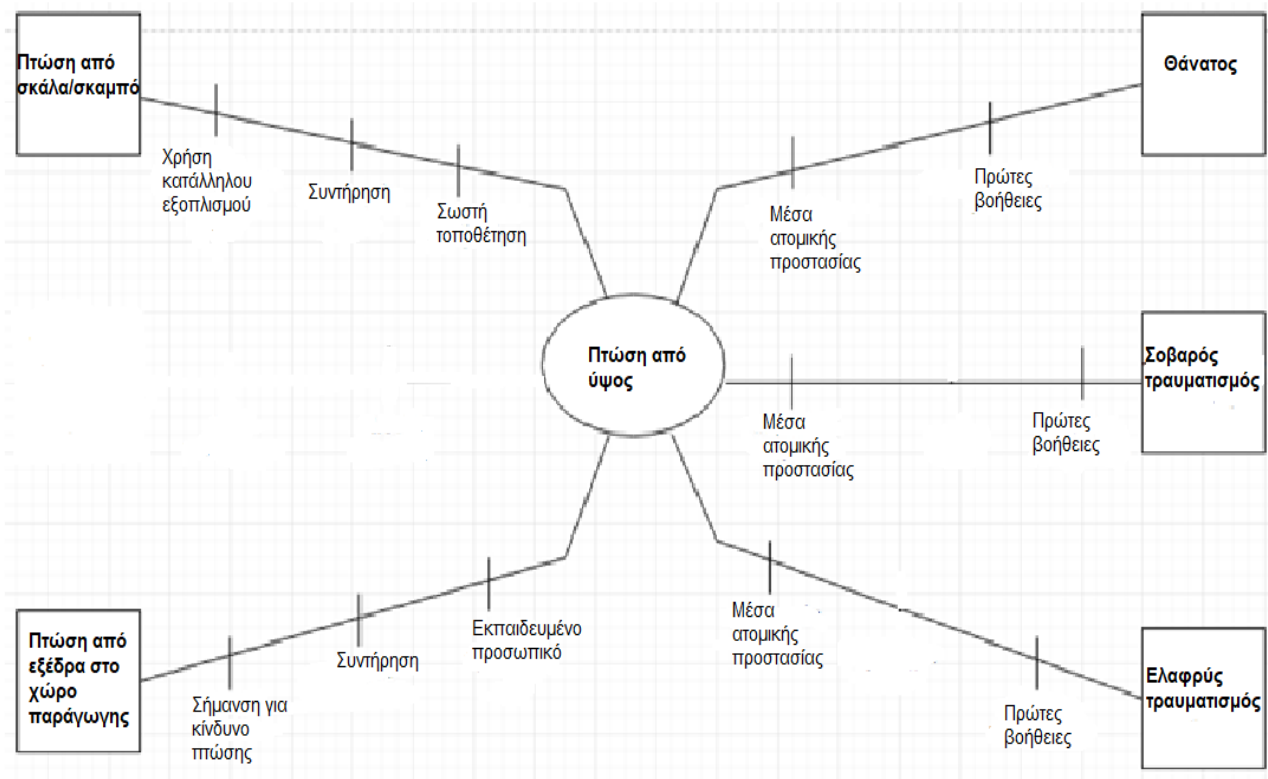 Πτώση από
σκάλα/σκαμπό
Χρήση
κατάλληλου
εξοπλισμού
Συντήρηση
Σωστή
τοποθέτηση
Μέσα
ατομικής
προστασίας
Πρώτες
βοήθειες
Θάνατος
Πτώση από
ύψος
Μέσα
ατομικής
προστασίας
Πρώτες
βοήθειες
Σοβαρός
τραυματισμός
Πτώση από
εξέδρα στο
χώρο
παράγωγης
Σήμανση για
κίνδυνο
πτώσης
Συντήρηση
Εκπαιδευμένο
προσωπικό
Μέσα
ατομικής
προστασίας
Πρώτες
βοήθειες
Ελαφρύς
τραυματισμός